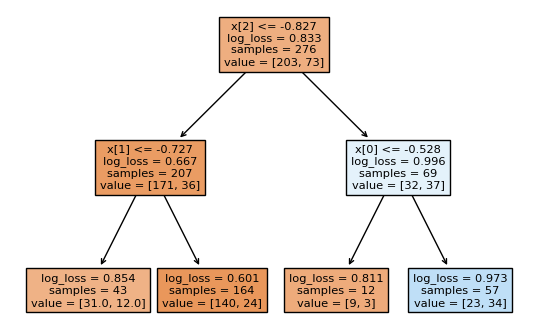 x[2] <= -0.827
log_loss = 0.833
samples = 276
value = [203, 73]
x[1] <= -0.727
log_loss = 0.667
samples = 207
value = [171, 36]
x[0] <= -0.528
log_loss = 0.996
samples = 69
value = [32, 37]
log_loss = 0.854
samples = 43
value = [31.0, 12.0]
log_loss = 0.601
samples = 164
value = [140, 24]
log_loss = 0.811
samples = 12
value = [9, 3]
log_loss = 0.973
samples = 57
value = [23, 34]